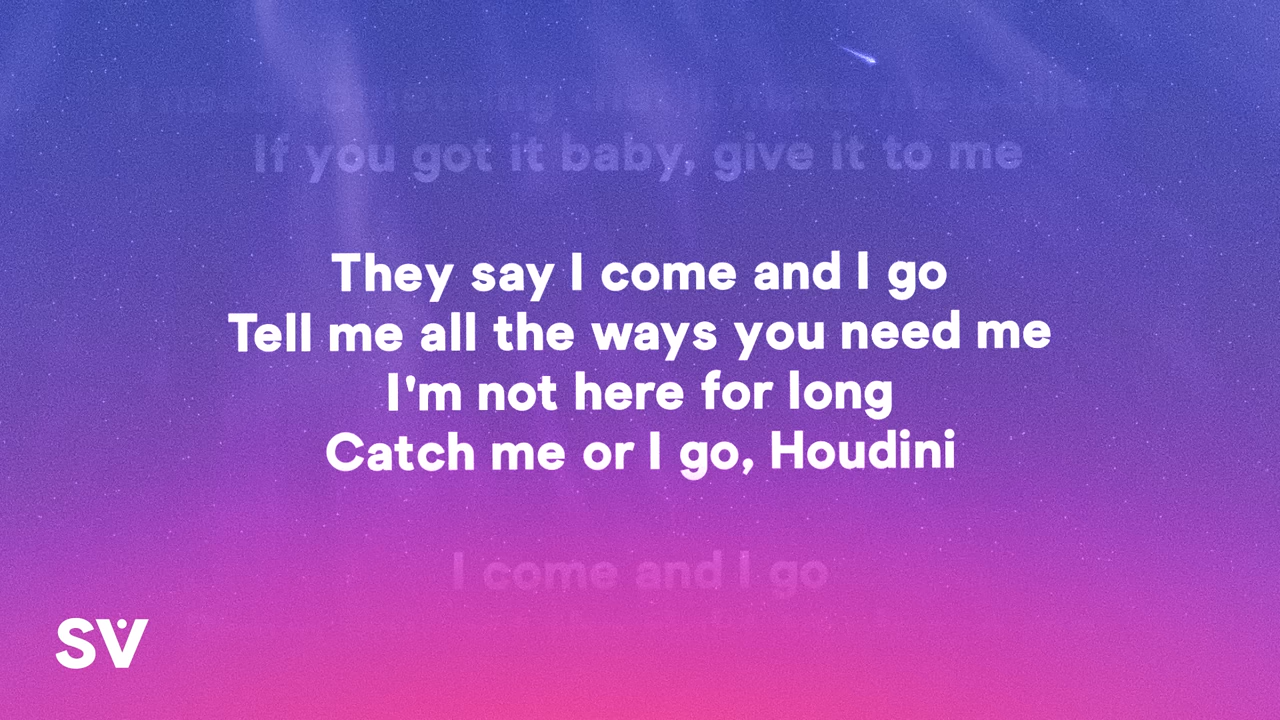 If you got it baby, give it to me
They say I come and I go
Tell me all the ways you need me
I'm not here for long
Catch me or I go, Houdini
I come and I go
SV